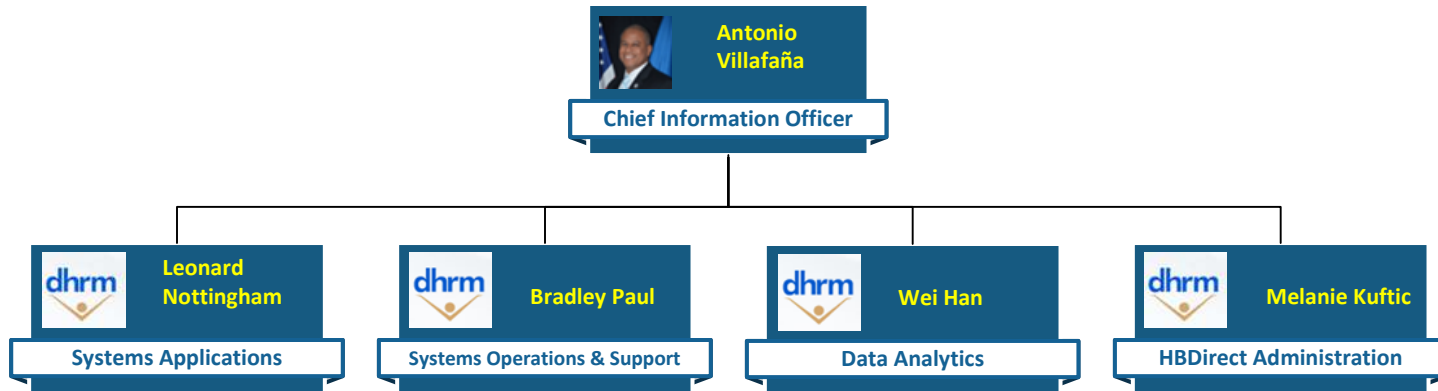 Antonio
Villafaña
Chief Information Officer
dhrm
Leonard
Nottingham
Systems Applications
dhrm
Bradley Paul
Systems Operations & Support
dhrm
Wei Han
Data Analytics
dhrm
Melanie Kuftic
HBDirect Administration